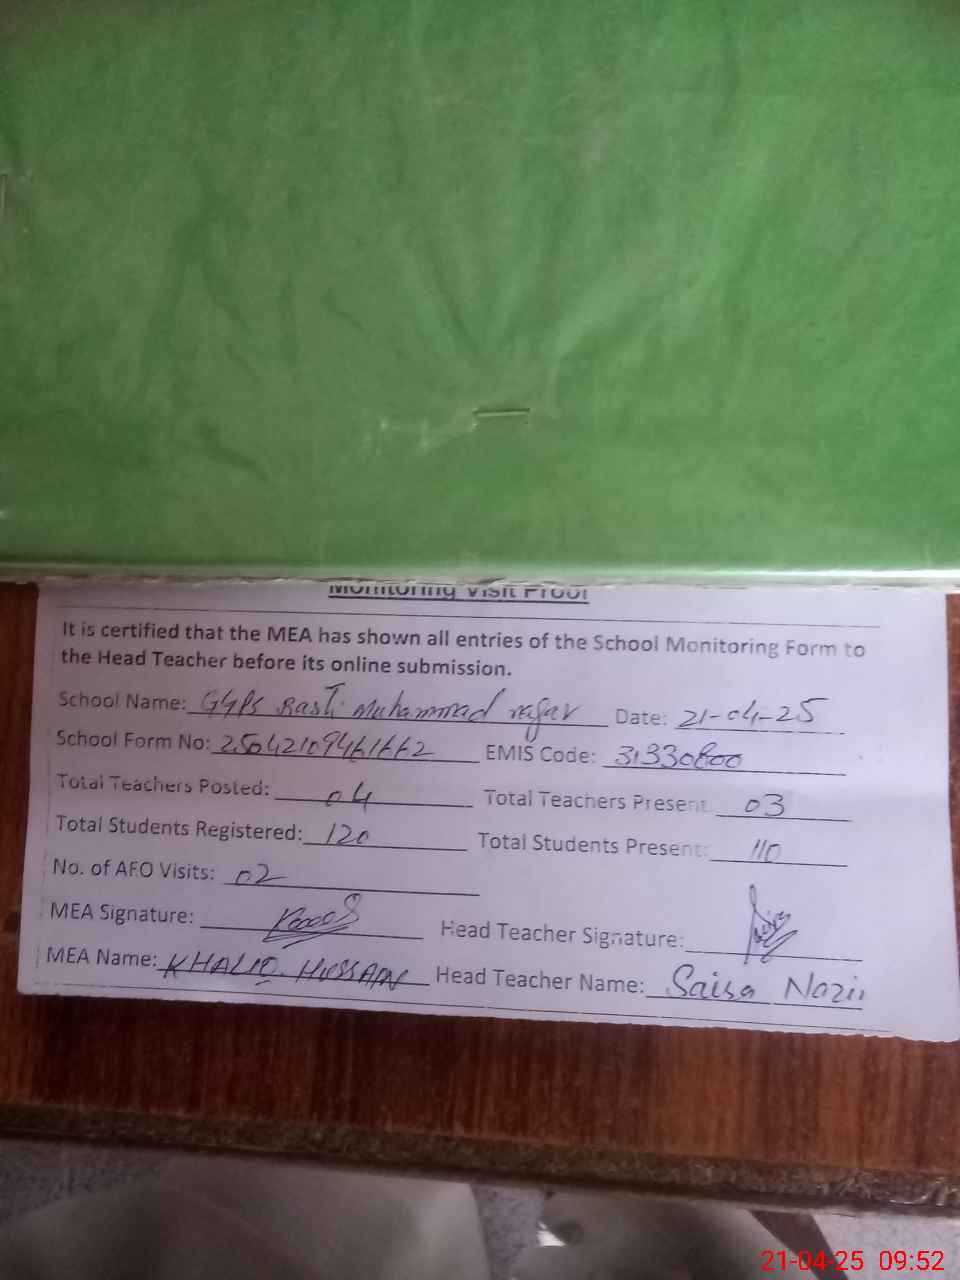 Monitoring Visit Proof
It is certified that the MEA has shown all entries of the School Monitoring Form to
the Head Teacher before its online submission.
School Name: GGPS Basti Muhammad Date: 21-04-25
School Form No: EMIS Code: 31330800
Total Teachers Posted: 04 Total Teachers Present: 03
Total Students Registered: 120 Total Students Present: 110
No. of AEO Visits: 02
MEA Signature: Head Teacher Signature:
MEA Name: KHALIQ HUSSAIN Head Teacher Name:
21-04-25 09:52